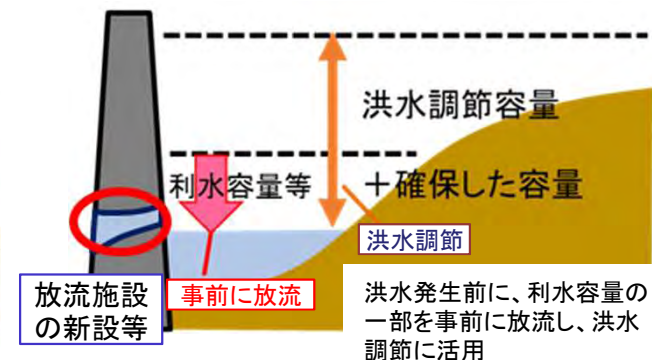 洪水調節容量
利水容量等
＋確保した容量
洪水調節
放流施設
の新設等
事前に放流
洪水発生前に、利水容量の
一部を事前に放流し、洪水
調節に活用